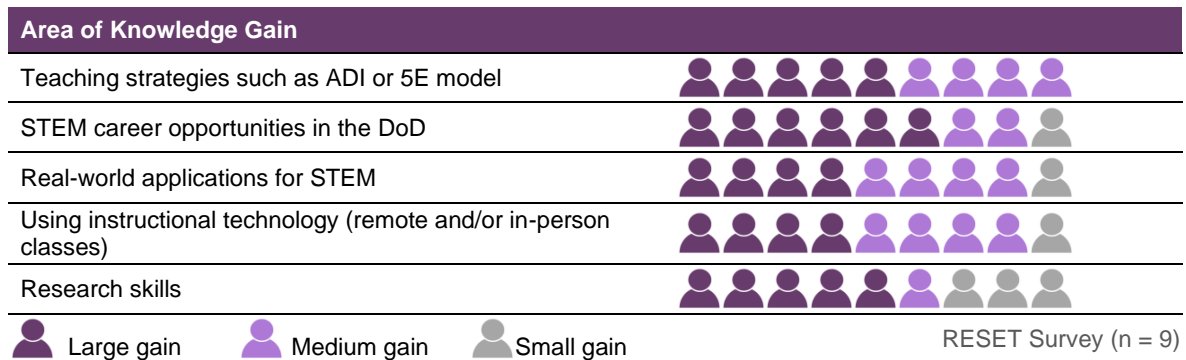 Area of Knowledge Gain
Teaching strategies such as ADI or 5E model
STEM career opportunities in the DoD
Real-world applications for STEM
Using instructional technology (remote and/or in-person
classes)
Research skills
Large gain Medium gain Small gain RESET Survey (n = 9)